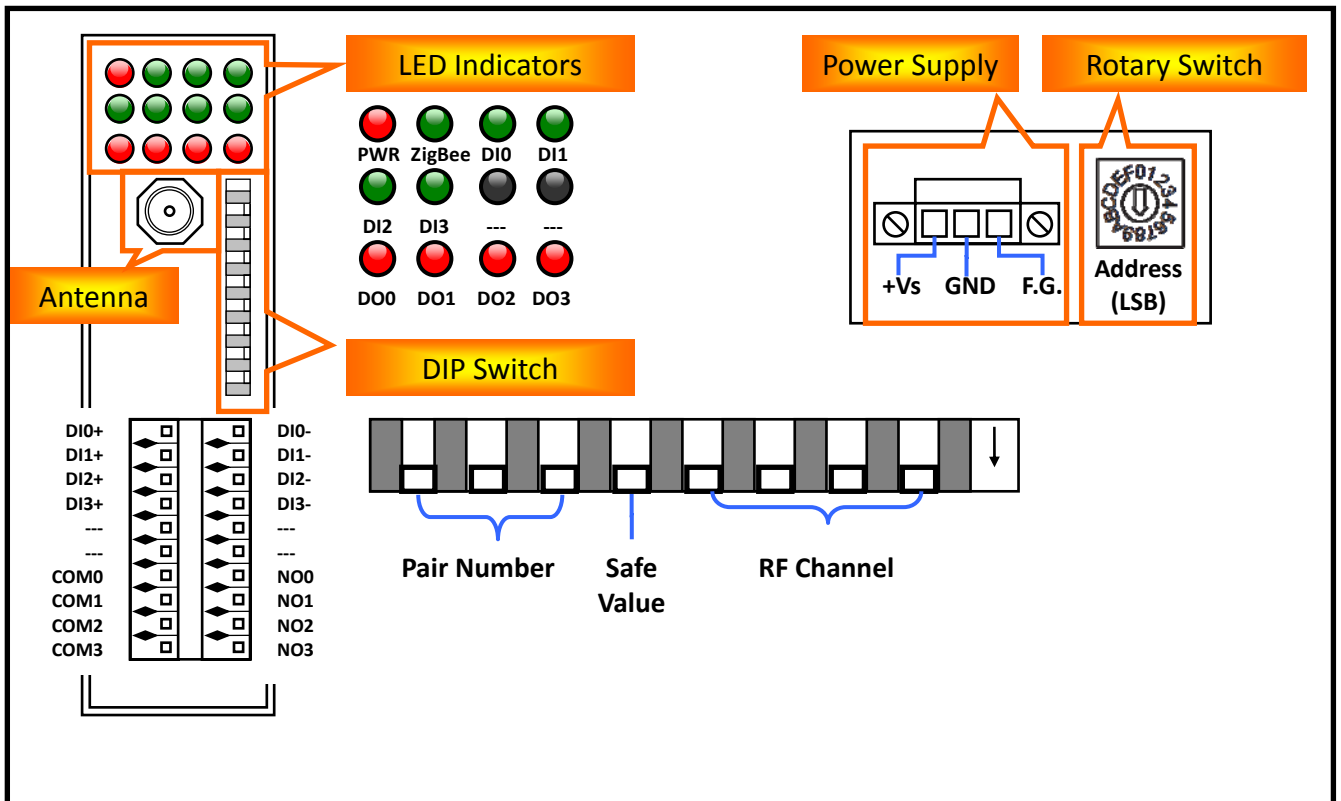 LED Indicators
PWR ZigBee DI0 DI1
DI2 DI3 --- ---
DO0 DO1 DO2 DO3
Antenna
DIP Switch
Power Supply
+Vs GND F.G.
Rotary Switch
0123456789ABCDEF
Address
(LSB)
DI0+ DI0-
DI1+ DI1-
DI2+ DI2-
DI3+ DI3-
--- ---
--- ---
COM0 NO0
COM1 NO1
COM2 NO2
COM3 NO3
Pair Number
Safe
Value
RF Channel